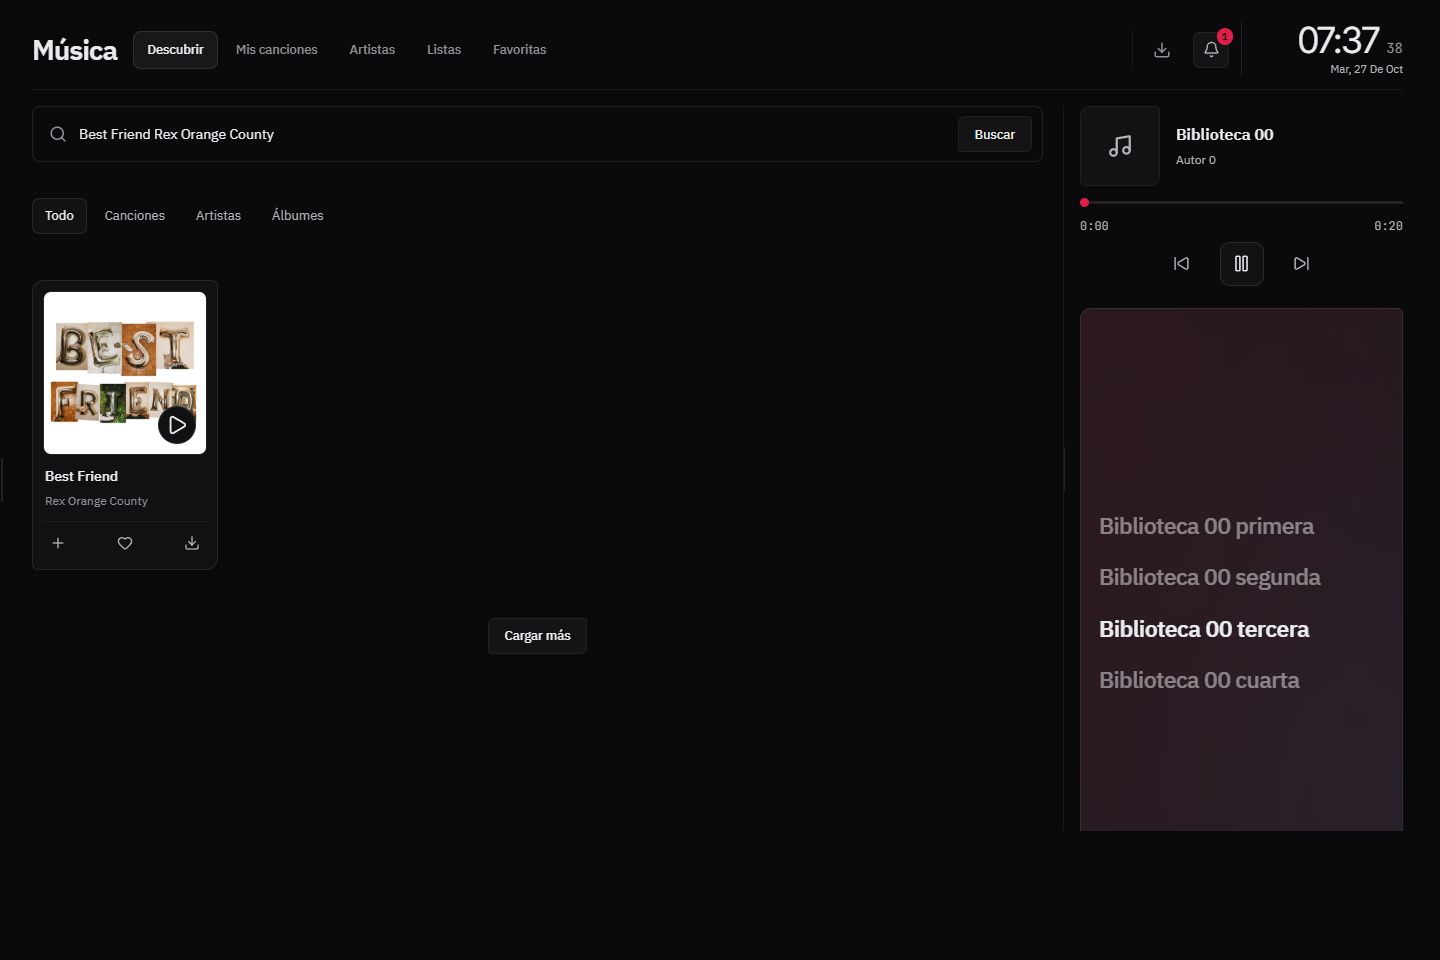 Música
Descubrir
Mis canciones
Artistas
Listas
Favoritas
1
07:37 38
Mar, 27 De Oct
Best Friend Rex Orange County
Buscar
Todo
Canciones
Artistas
Álbumes
BEST
FRIEND
Best Friend
Rex Orange County
Cargar más
Biblioteca 00
Autor 0
0:00
0:20
Biblioteca 00 primera
Biblioteca 00 segunda
Biblioteca 00 tercera
Biblioteca 00 cuarta